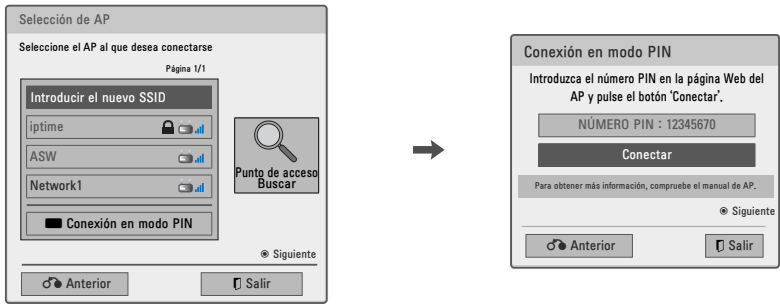 Selección de AP
Seleccione el AP al que desea conectarse
Página 1/1
Introducir el nuevo SSID
iptime
ASW
Network1
Conexión en modo PIN
Punto de acceso
Buscar
Siguiente
Anterior
Salir
Conexión en modo PIN
Introduzca el número PIN en la página Web del
AP y pulse el botón ‘Conectar’.
NÚMERO PIN : 12345670
Conectar
Para obtener más información, compruebe el manual de AP.
Siguiente
Anterior
Salir